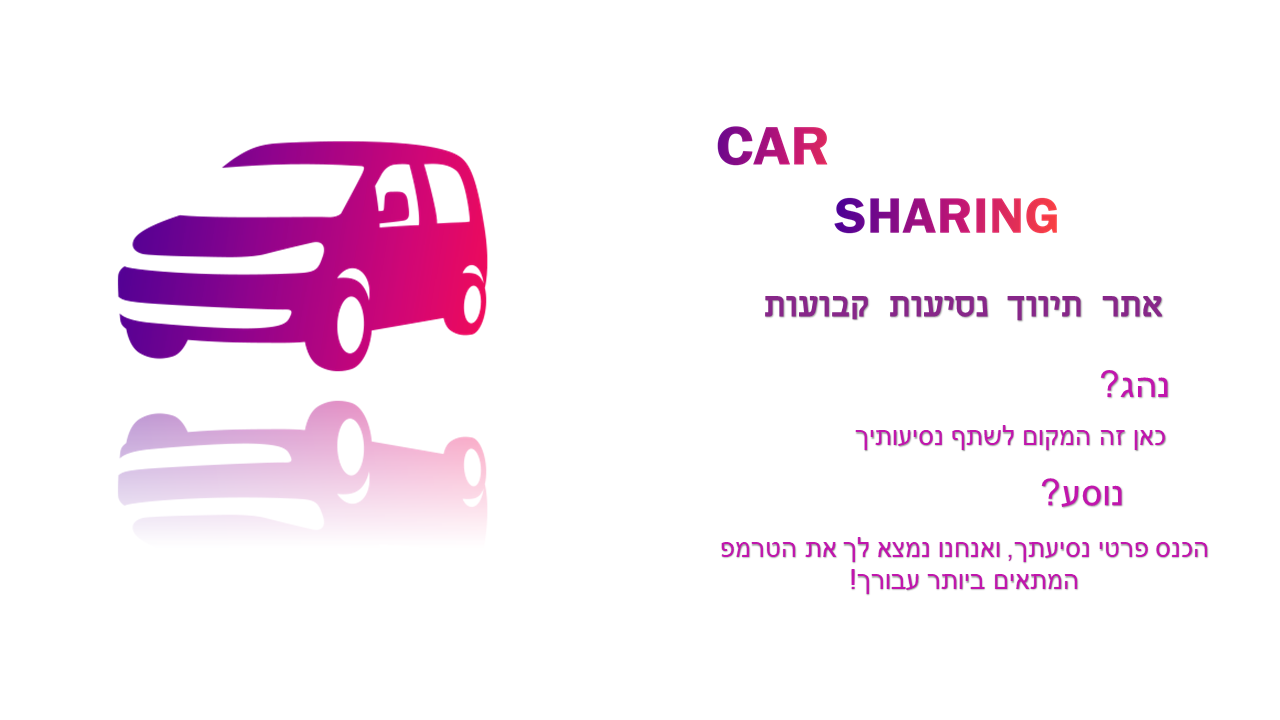 CAR
SHARING
אתר תיווך נסיעות קבועות
נהג?
כאן זה המקום לשתף נסיעותיך
נוסע?
הכנס פרטי נסיעתך, ואנחנו נמצא לך את הטרמפ
המתאים ביותר עבורך!